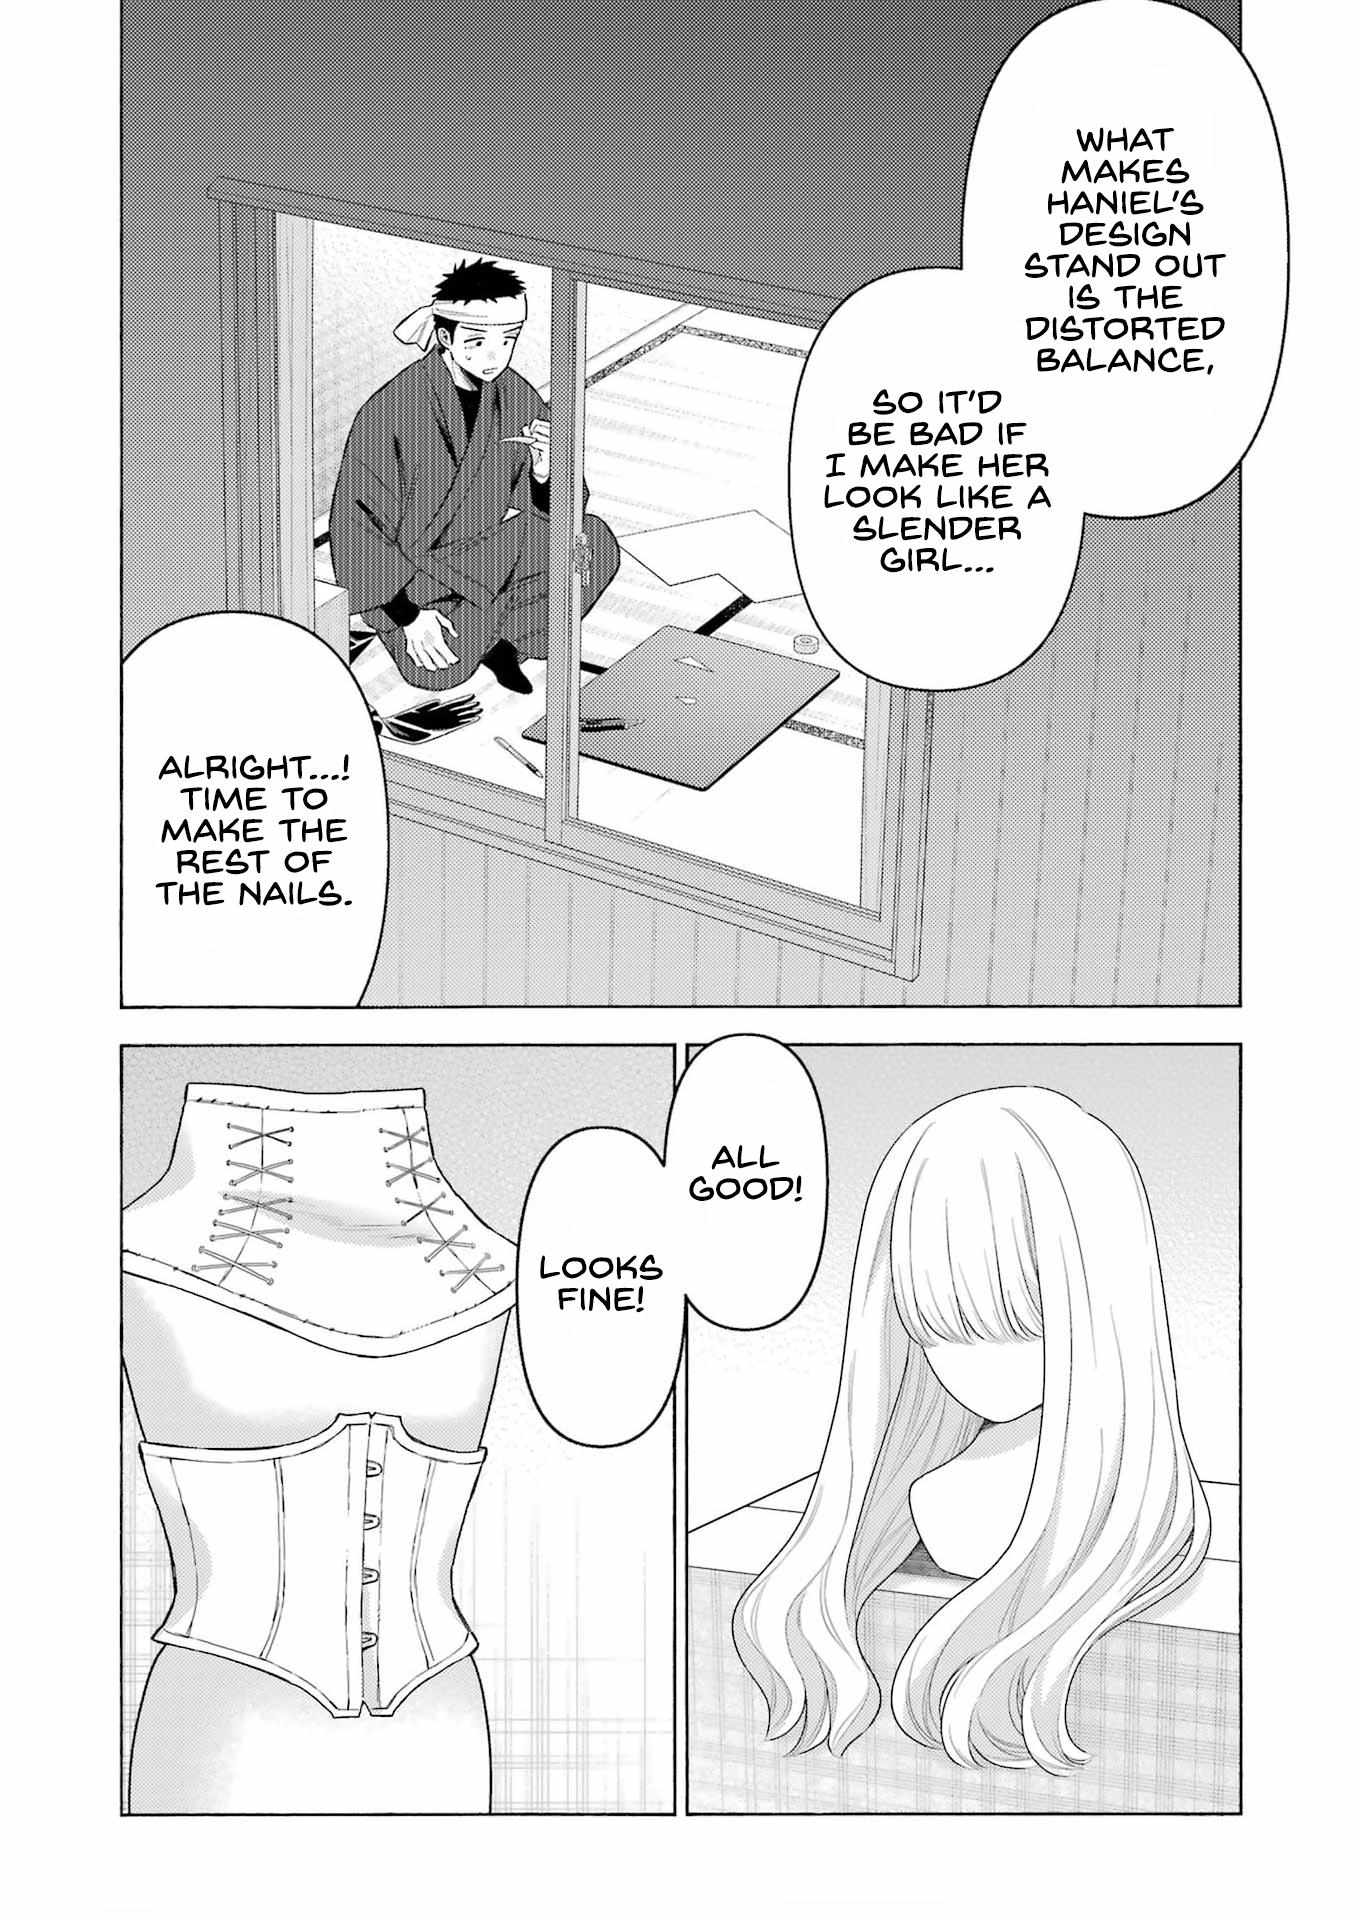 WHAT
MAKES
HANIEL'S
DESIGN
STAND OUT
IS THE
DISTORTED
BALANCE,
SO IT'D
BE BAD IF
I MAKE HER
LOOK LIKE A
SLENDER
GIRL...
ALRIGHT...!
TIME TO
MAKE THE
REST OF
THE NAILS.
ALL
GOOD!
LOOKS
FINE!